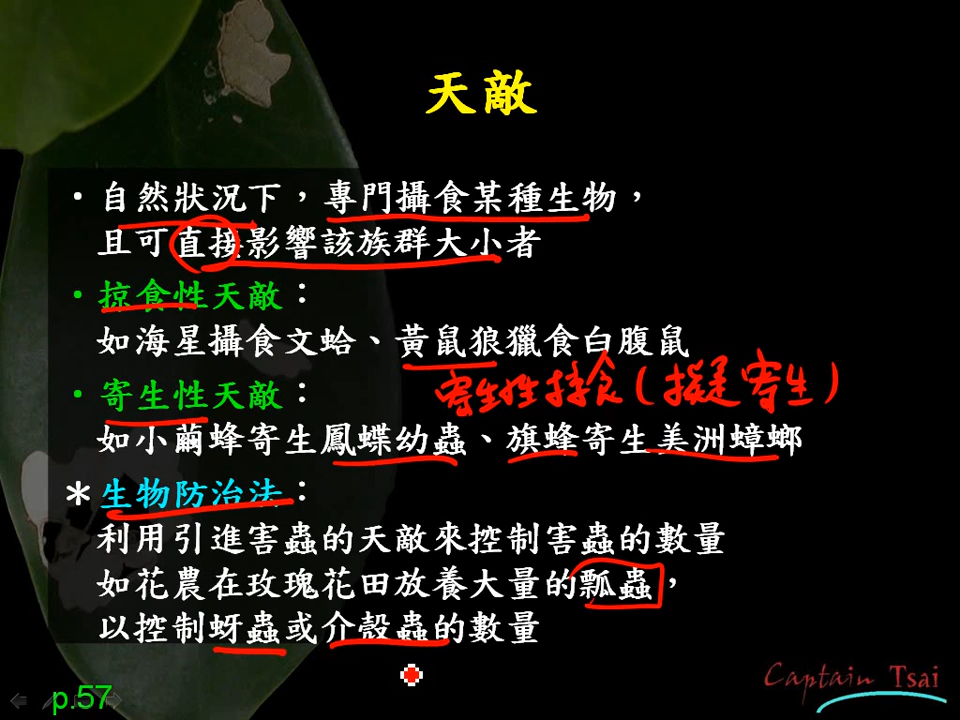 天敵
•自然狀況下，專門攝食某種生物，
且可直接影響該族群大小者
•掠食性天敵：
如海星攝食文蛤、黃鼠狼獵食白腹鼠
寄生性掠食（擬寄生）
•寄生性天敵：
如小繭蜂寄生鳳蝶幼蟲、旗蜂寄生美洲蟑螂
＊生物防治法：
利用引進害蟲的天敵來控制害蟲的數量
如花農在玫瑰花田放養大量的瓢蟲，
以控制蚜蟲或介殼蟲的數量
Captain Tsai
p.57